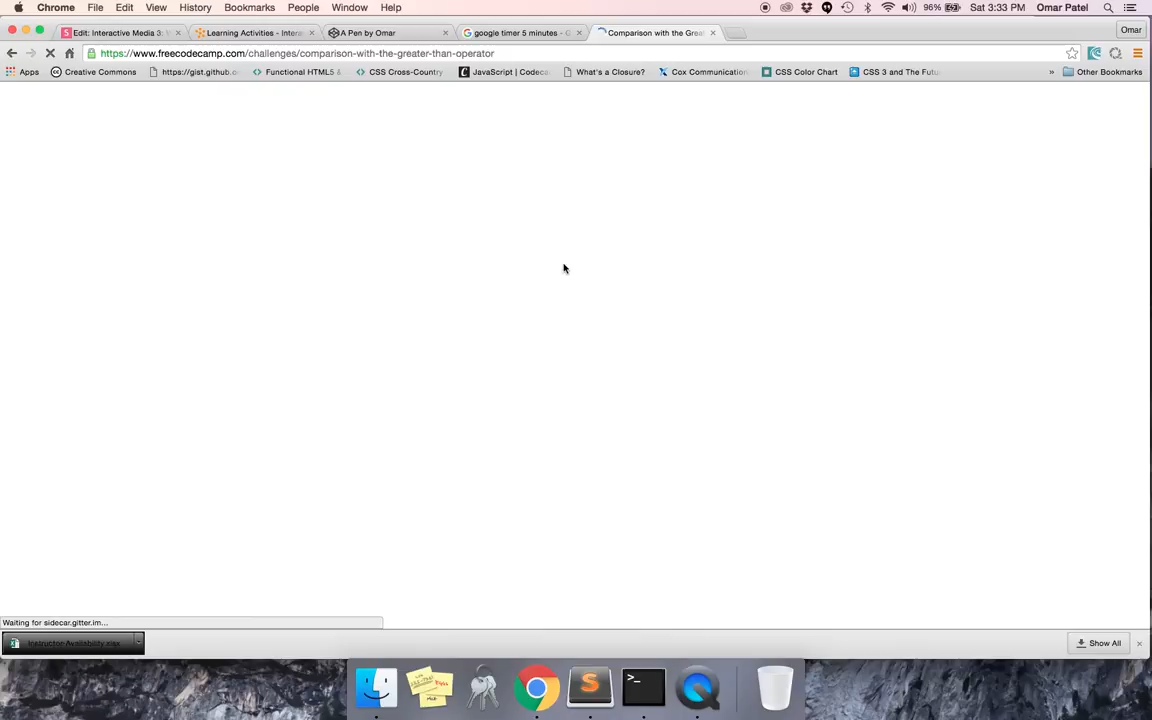 Chrome File Edit View History Bookmarks People Window Help 96% Sat 3:33 PM Omar Patel
Edit: Interactive Media 3: Learning Activities - Intera A Pen by Omar google timer 5 minutes - G Comparison with the Grea Omar
https://www.freecodecamp.com/challenges/comparison-with-the-greater-than-operator
Apps Creative Commons https://gist.github.c Functional HTML5 & CSS Cross-Country JavaScript | Codeca What's a Closure? Cox Communication CSS Color Chart CSS 3 and The Futu » Other Bookmarks
Waiting for sidecar.gitter.im...
Instructor Availability.xlsx Show All